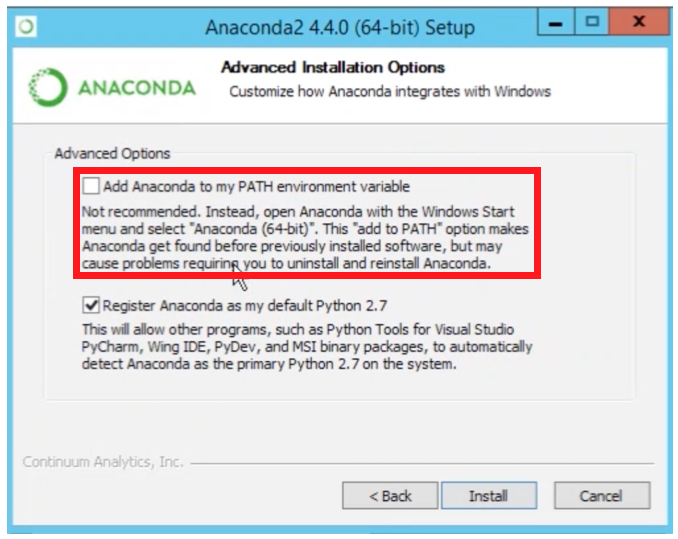 Anaconda2 4.4.0 (64-bit) Setup
ANACONDA
Advanced Installation Options
Customize how Anaconda integrates with Windows
Advanced Options
Add Anaconda to my PATH environment variable
Not recommended. Instead, open Anaconda with the Windows Start
menu and select "Anaconda (64-bit)". This "add to PATH" option makes
Anaconda get found before previously installed software, but may
cause problems requiring you to uninstall and reinstall Anaconda.
Register Anaconda as my default Python 2.7
This will allow other programs, such as Python Tools for Visual Studio
PyCharm, Wing IDE, PyDev, and MSI binary packages, to automatically
detect Anaconda as the primary Python 2.7 on the system.
Continuum Analytics, Inc.
< Back Install Cancel